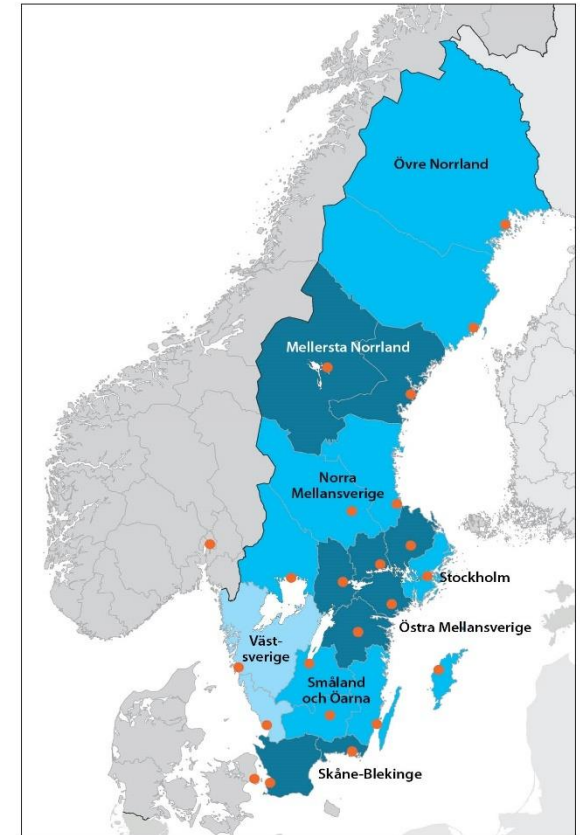 Övre Norrland
Mellersta Norrland
Norra
Mellansverige
Stockholm
Östra Mellansverige
Väst-
sverige
Småland
och Öarna
Skåne-Blekinge